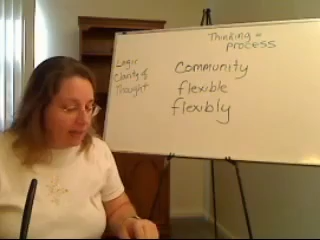 Thinking =
process
Logic
Clarity of
Thought
Community
flexible
flexibly